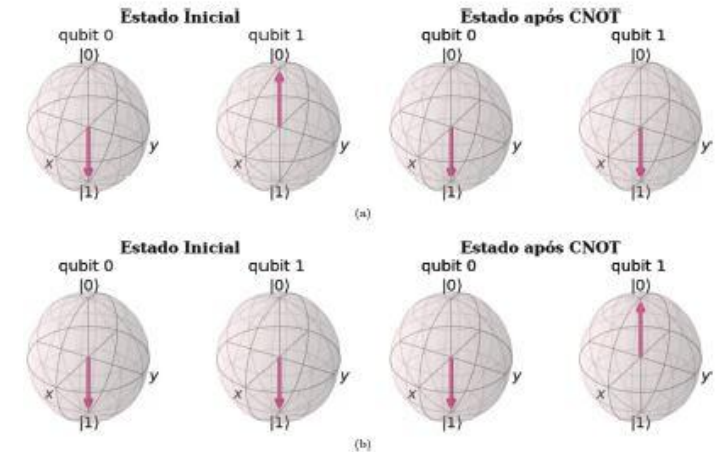 Estado Inicial Estado após CNOT
qubit 0 qubit 1 qubit 0 qubit 1
|0⟩ |0⟩ |0⟩ |0⟩
x y x y x y x y
|1⟩ |1⟩ |1⟩ |1⟩
(a)
Estado Inicial Estado após CNOT
qubit 0 qubit 1 qubit 0 qubit 1
|0⟩ |0⟩ |0⟩ |0⟩
x y x y x y x y
|1⟩ |1⟩ |1⟩ |1⟩
(b)